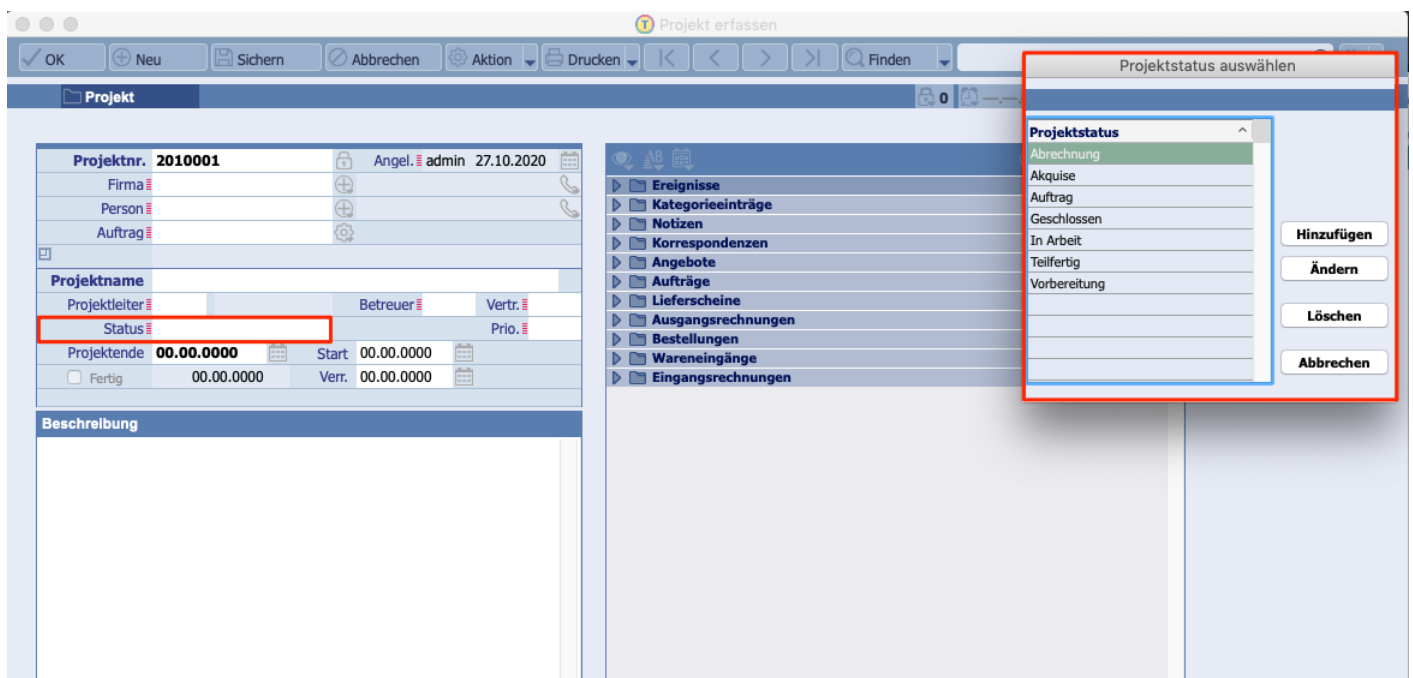 Projekt erfassen
OK Neu Sichern Abbrechen Aktion Drucken Finden
Projekt 0
Projektnr. 2010001 Angel. admin 27.10.2020
Firma
Person
Auftrag
Projektname
Projektleiter Betreuer Vertr.
Status Prio.
Projektende 00.00.0000 Start 00.00.0000
Fertig 00.00.0000 Verr. 00.00.0000
Beschreibung
Ereignisse
Kategorieeinträge
Notizen
Korrespondenzen
Angebote
Aufträge
Lieferscheine
Ausgangsrechnungen
Bestellungen
Wareneingänge
Eingangsrechnungen
Projektstatus auswählen
Projektstatus
Abrechnung
Akquise
Auftrag
Geschlossen
In Arbeit
Teilfertig
Vorbereitung
Hinzufügen
Ändern
Löschen
Abbrechen